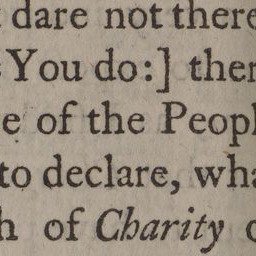 dare not there
You do:] then
e of the Peopl
to declare, wha
h of Charity